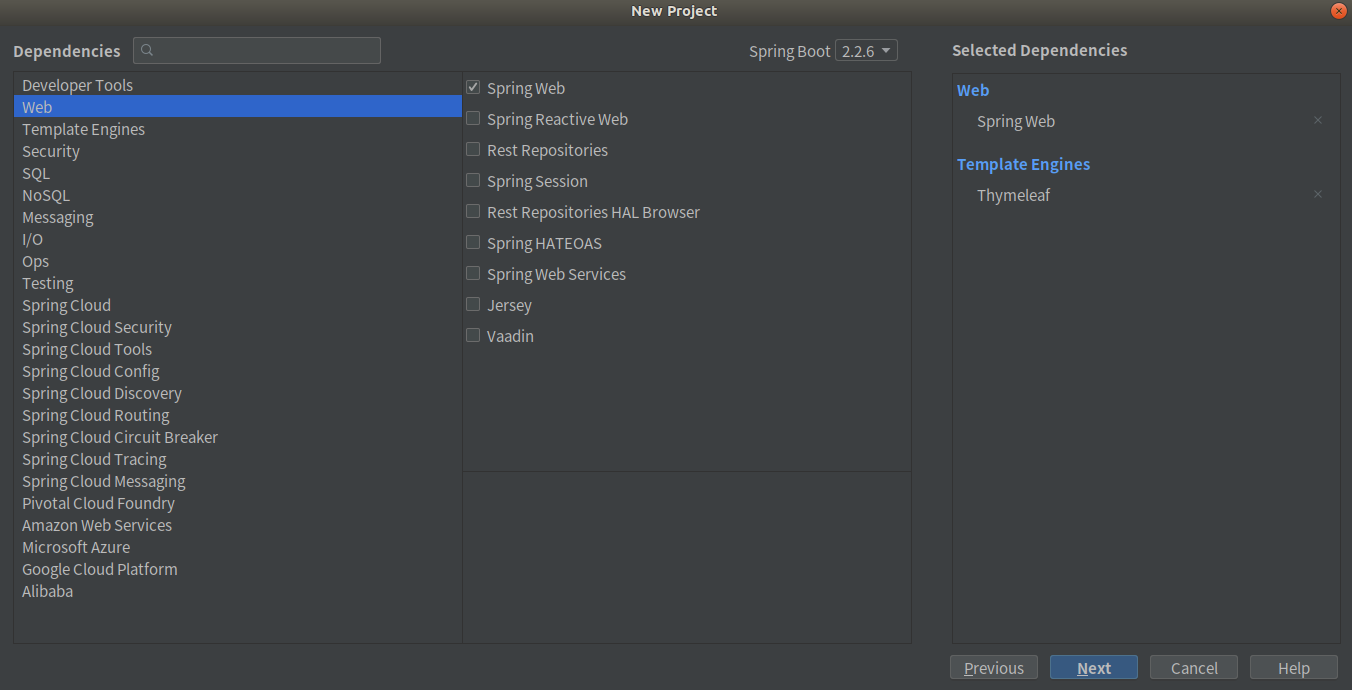 New Project
Dependencies
Spring Boot 2.2.6
Selected Dependencies
Developer Tools
Web
Template Engines
Security
SQL
NoSQL
Messaging
I/O
Ops
Testing
Spring Cloud
Spring Cloud Security
Spring Cloud Tools
Spring Cloud Config
Spring Cloud Discovery
Spring Cloud Routing
Spring Cloud Circuit Breaker
Spring Cloud Tracing
Spring Cloud Messaging
Pivotal Cloud Foundry
Amazon Web Services
Microsoft Azure
Google Cloud Platform
Alibaba
Spring Web
Spring Reactive Web
Rest Repositories
Spring Session
Rest Repositories HAL Browser
Spring HATEOAS
Spring Web Services
Jersey
Vaadin
Web
Spring Web
Template Engines
Thymeleaf
Previous
Next
Cancel
Help